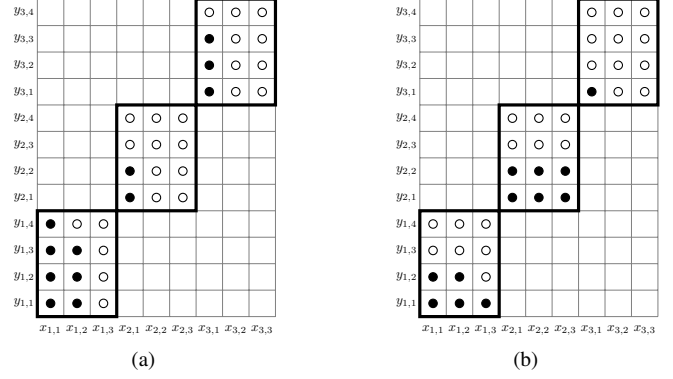 y3,4
y3,3
y3,2
y3,1
y2,4
y2,3
y2,2
y2,1
y1,4
y1,3
y1,2
y1,1
x1,1 x1,2 x1,3 x2,1 x2,2 x2,3 x3,1 x3,2 x3,3
(a)
y3,4
y3,3
y3,2
y3,1
y2,4
y2,3
y2,2
y2,1
y1,4
y1,3
y1,2
y1,1
x1,1 x1,2 x1,3 x2,1 x2,2 x2,3 x3,1 x3,2 x3,3
(b)